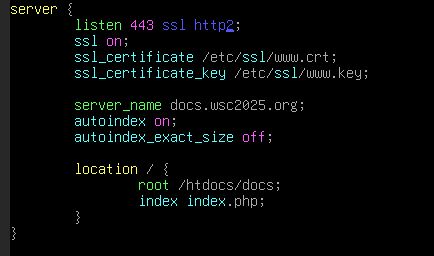 server {
listen 443 ssl http2;
ssl on;
ssl_certificate /etc/ssl/www.crt;
ssl_certificate_key /etc/ssl/www.key;
server_name docs.wsc2025.org;
autoindex on;
autoindex_exact_size off;
location / {
root /htdocs/docs;
index index.php;
}
}